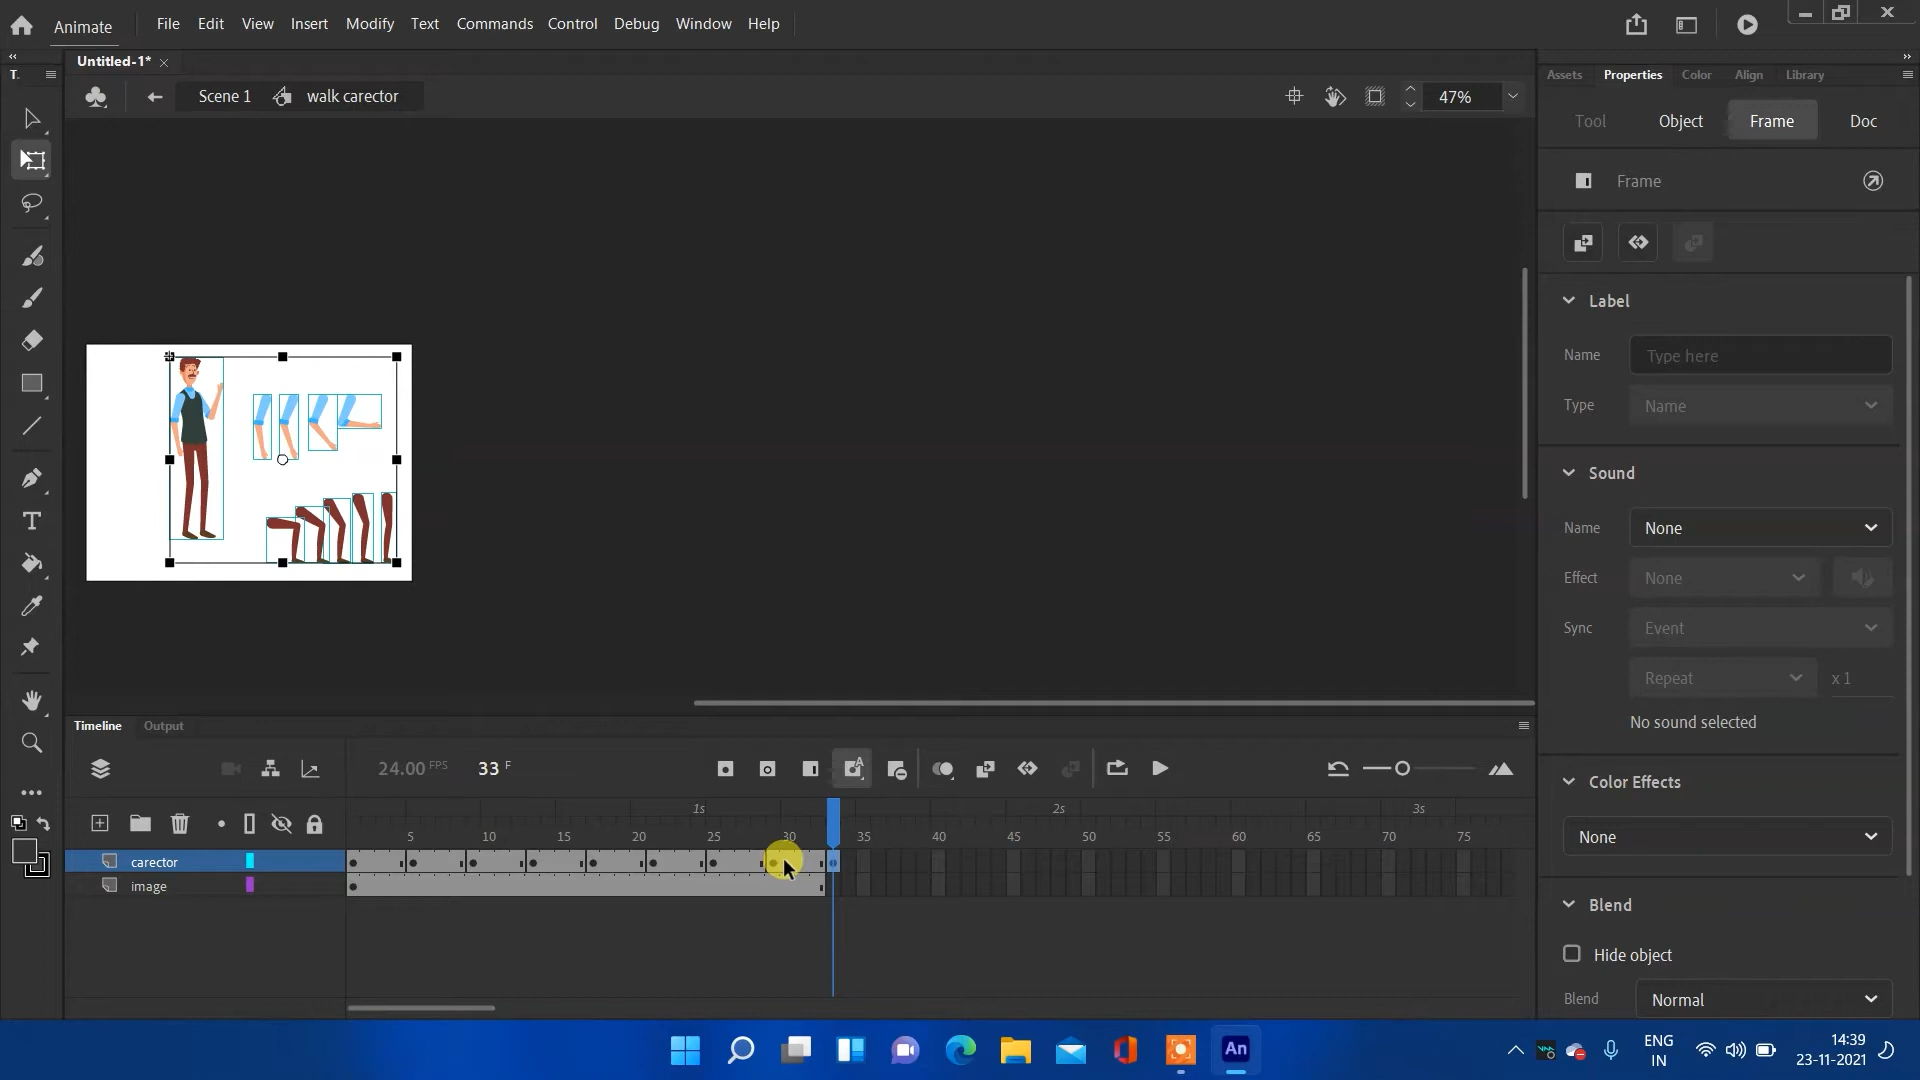 Animate
File Edit View Insert Modify Text Commands Control Debug Window Help
Untitled-1*
T.
Assets Properties Color Align Library
Scene 1 walk carector
47%
Tool Object Frame Doc
Frame
Label
Name Type here
Type Name
Sound
Name None
Effect None
Sync Event
Repeat x 1
No sound selected
Timeline Output
24.00 FPS 33 F
Color Effects
None
1s 2s 3s
5 10 15 20 25 30 35 40 45 50 55 60 65 70 75
carector
image
Blend
Hide object
Blend Normal
An
ENG
IN
14:39
23-11-2021